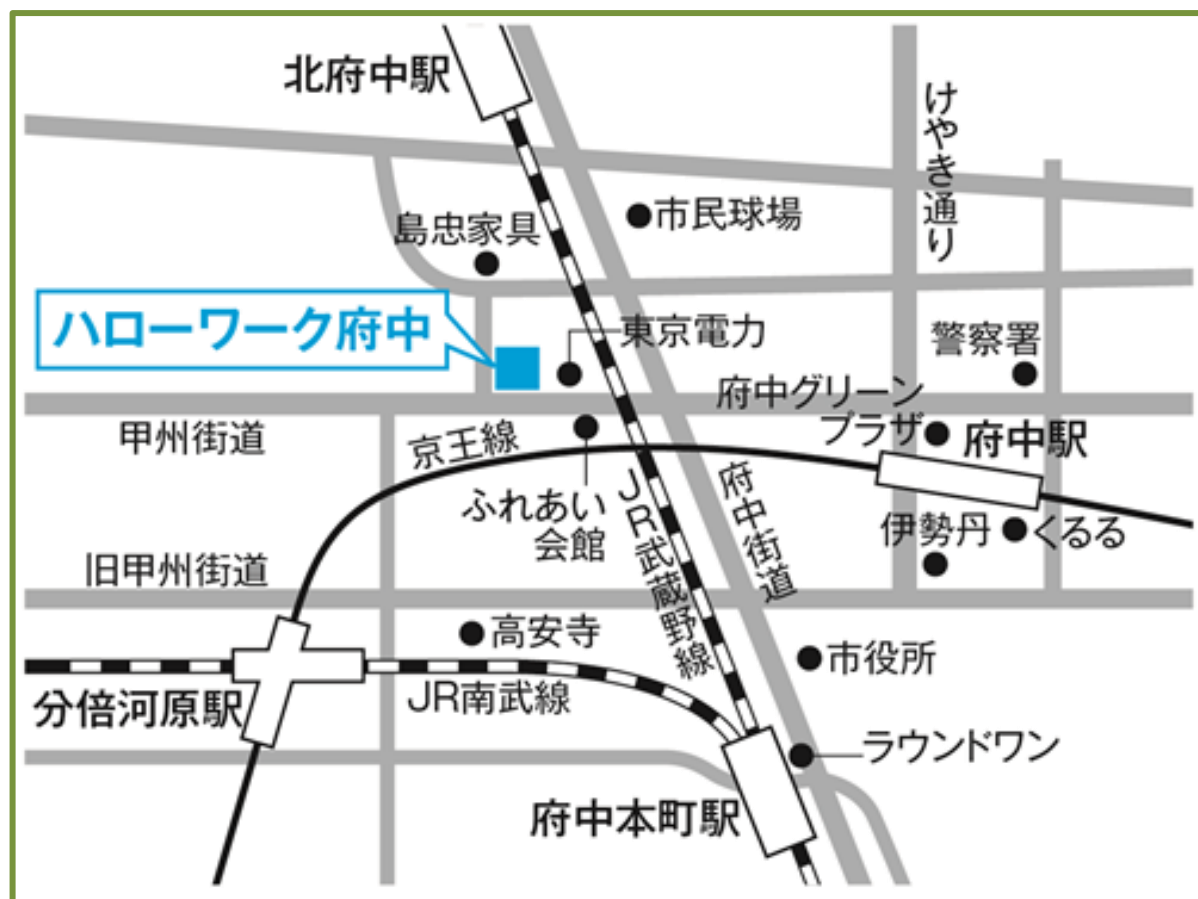 北府中駅
けやき通り
市民球場
島忠家具
ハローワーク府中
東京電力
警察署
府中グリーン
プラザ
府中駅
甲州街道
京王線
ふれあい
会館
JR武蔵野線
府中街道
伊勢丹
くるる
旧甲州街道
高安寺
市役所
分倍河原駅
JR南武線
ラウンドワン
府中本町駅